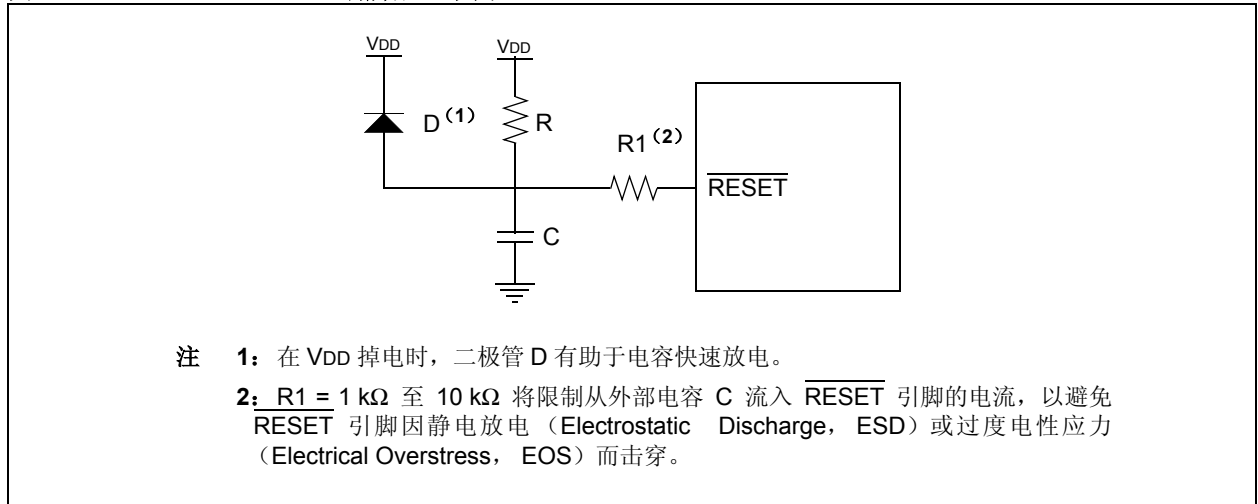 VDD
VDD
D（1）
R
R1（2）
RESET
C
注 1：在 VDD 掉电时，二极管 D 有助于电容快速放电。
2：R1 = 1 kΩ 至 10 kΩ 将限制从外部电容 C 流入 RESET 引脚的电流，以避免
RESET 引脚因静电放电（Electrostatic Discharge，ESD）或过度电性应力
（Electrical Overstress，EOS）而击穿。